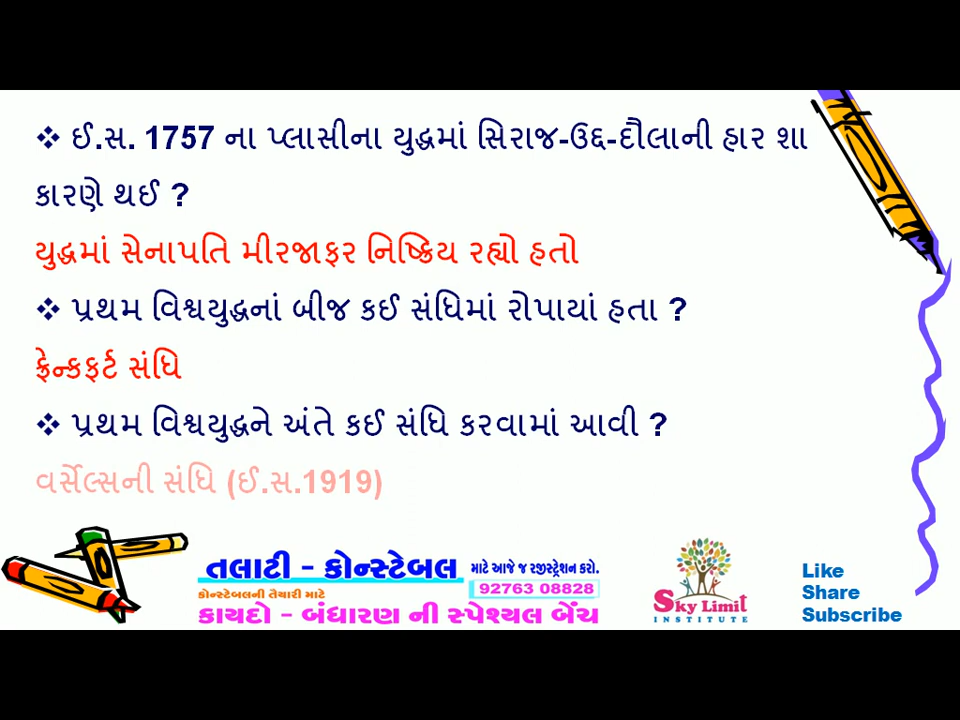 ❖ ઈ.સ. 1757 ના પ્લાસીના યુદ્ધમાં સિરાજ-ઉદ્દ-દૌલાની હાર શા
કારણે થઈ ?
યુદ્ધમાં સેનાપતિ મીરજાફર નિષ્ક્રિય રહ્યો હતો
❖ પ્રથમ વિશ્વયુદ્ધનાં બીજ કઈ સંધિમાં રોપાયાં હતા ?
ફ્રેન્કફર્ટ સંધિ
❖ પ્રથમ વિશ્વયુદ્ધને અંતે કઈ સંધિ કરવામાં આવી ?
વર્સેલ્સની સંધિ (ઈ.સ.1919)
તલાટી - કોન્સ્ટેબલ
માટે આજે જ રજીસ્ટ્રેશન કરો.
92763 08828
કોન્સ્ટેબલની તૈયારી માટે
કાયદો - બંધારણ ની સ્પેશ્યલ બેંચ
Sky Limit
INSTITUTE
Like
Share
Subscribe